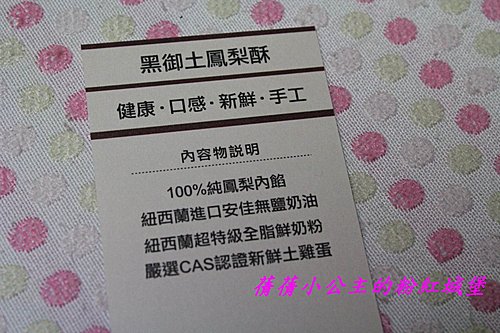 黑御土鳳梨酥
健康・口感・新鮮・手工
內容物說明
100%純鳳梨內餡
紐西蘭進口安佳無鹽奶油
紐西蘭超特級全脂鮮奶粉
嚴選CAS認證新鮮土雞蛋
蒨蒨小公主的粉紅城堡